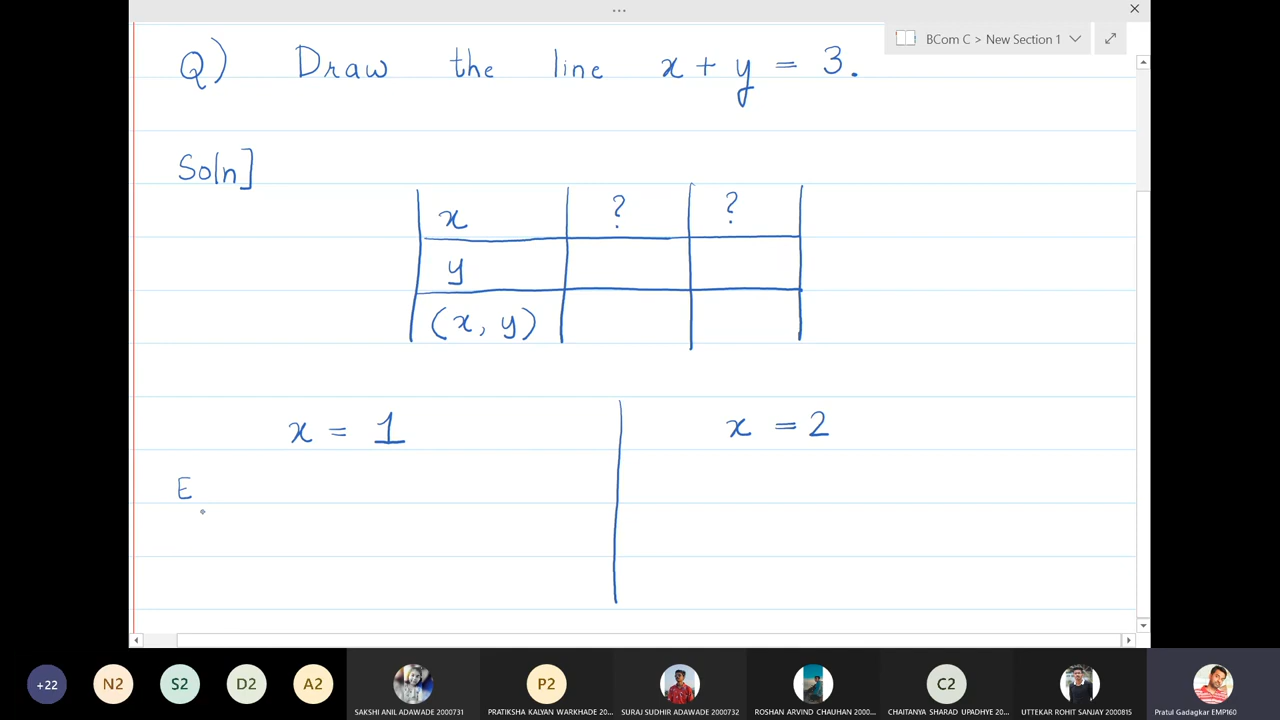 ...
BCom C > New Section 1
Q) Draw the line x + y = 3.
Soln]
x ? ?
y
(x, y)
x = 1
x = 2
E
+22
N2
S2
D2
A2
SAKSHI ANIL ADAWADE 2000731
P2
PRATIKSHA KALYAN WARKHADE 20...
SURAJ SUDHIR ADAWADE 2000732
ROSHAN ARVIND CHAUHAN 2000...
C2
CHAITANYA SHARAD UPADHYE 20...
UTTEKAR ROHIT SANJAY 2000815
Pratul Gadagkar EMP160